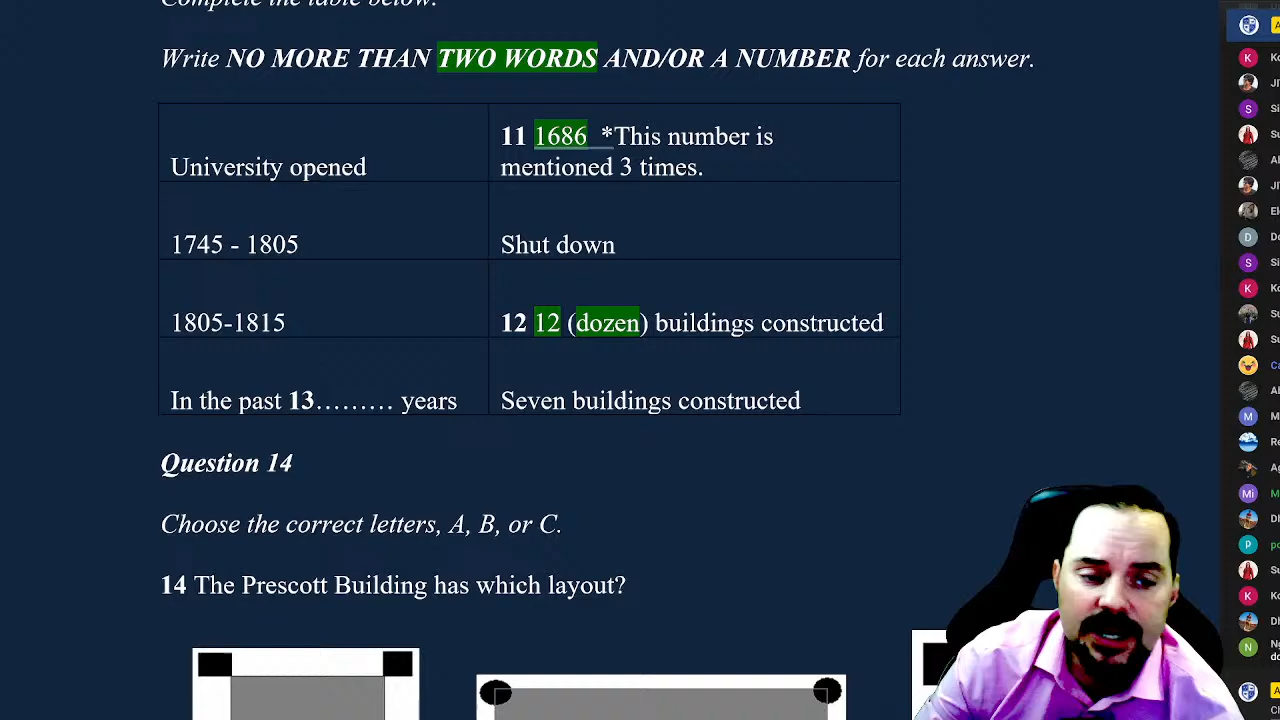 Complete the table below.
Write NO MORE THAN TWO WORDS AND/OR A NUMBER for each answer.
University opened
11 1686 *This number is
mentioned 3 times.
1745 - 1805
Shut down
1805-1815
12 12 (dozen) buildings constructed
In the past 13……… years
Seven buildings constructed
Question 14
Choose the correct letters, A, B, or C.
14 The Prescott Building has which layout?
K
S
D
S
K
M
Mi
P
K
N